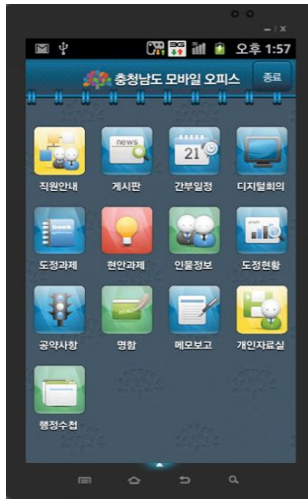 오후 1:57
충청남도 모바일 오피스
종료
news
21
직원안내 게시판 간부일정 디지털회의
book
graph
도정과제 현안과제 인물정보 도정현황
공약사항 명함 메모보고 개인자료실
행정수첩